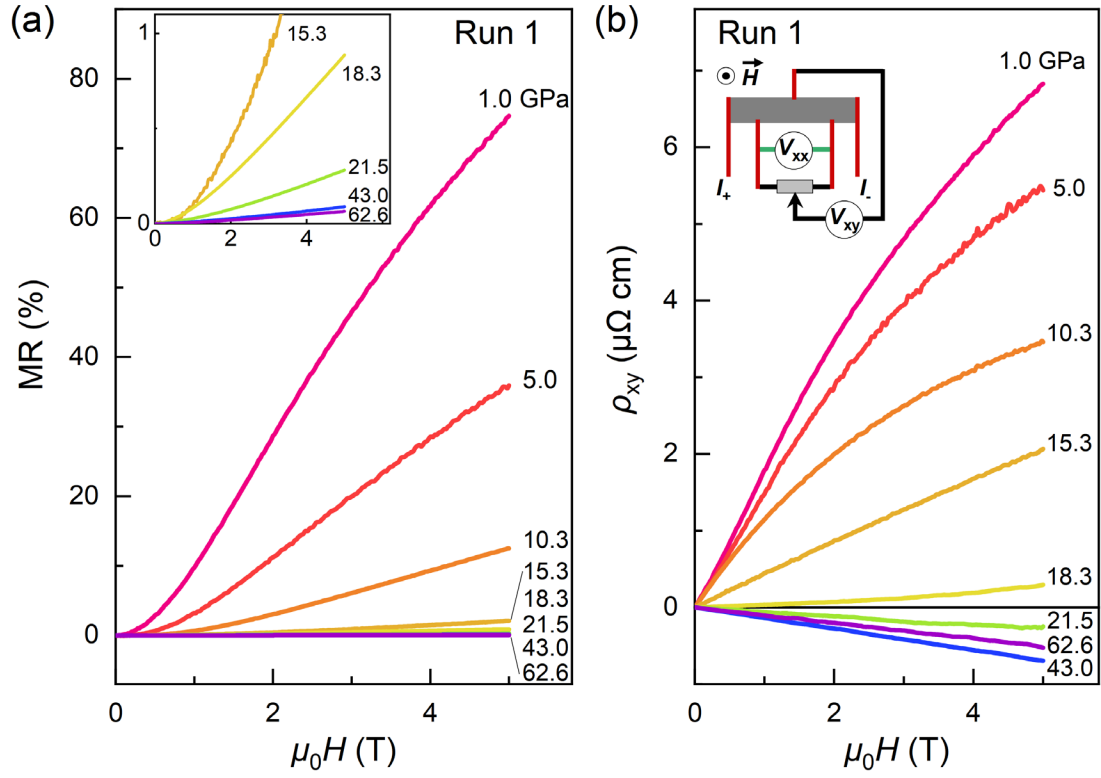 (a)
Run 1
MR (%)
80
60
40
20
0
0
2
4
μ₀H (T)
1.0 GPa
5.0
10.3
15.3
18.3
21.5
43.0
62.6
1
0
0
2
4
15.3
18.3
21.5
43.0
62.6
(b)
Run 1
H
Vxx
I+
I-
Vxy
ρxy (μΩ cm)
6
4
2
0
0
2
4
μ₀H (T)
1.0 GPa
5.0
10.3
15.3
18.3
21.5
62.6
43.0